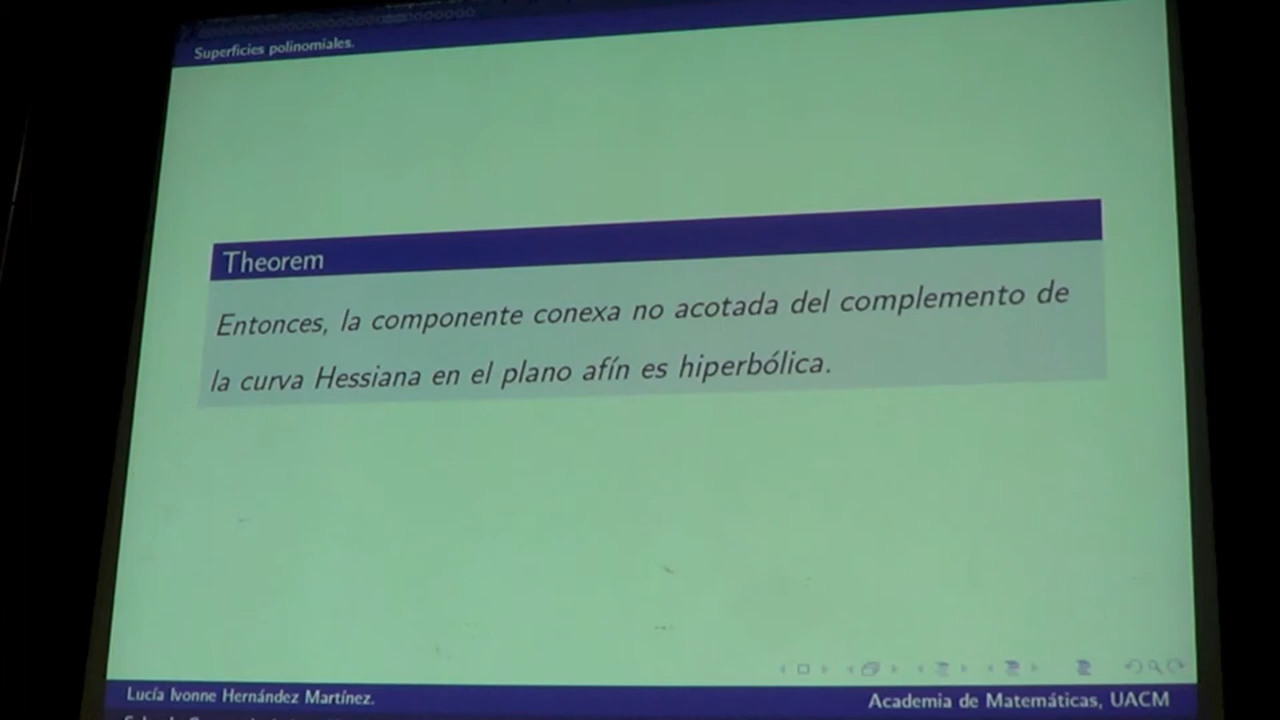 Superficies polinomiales.
Theorem
Entonces, la componente conexa no acotada del complemento de
la curva Hessiana en el plano afín es hiperbólica.
Lucía Ivonne Hernández Martínez.
Academia de Matemáticas, UACM